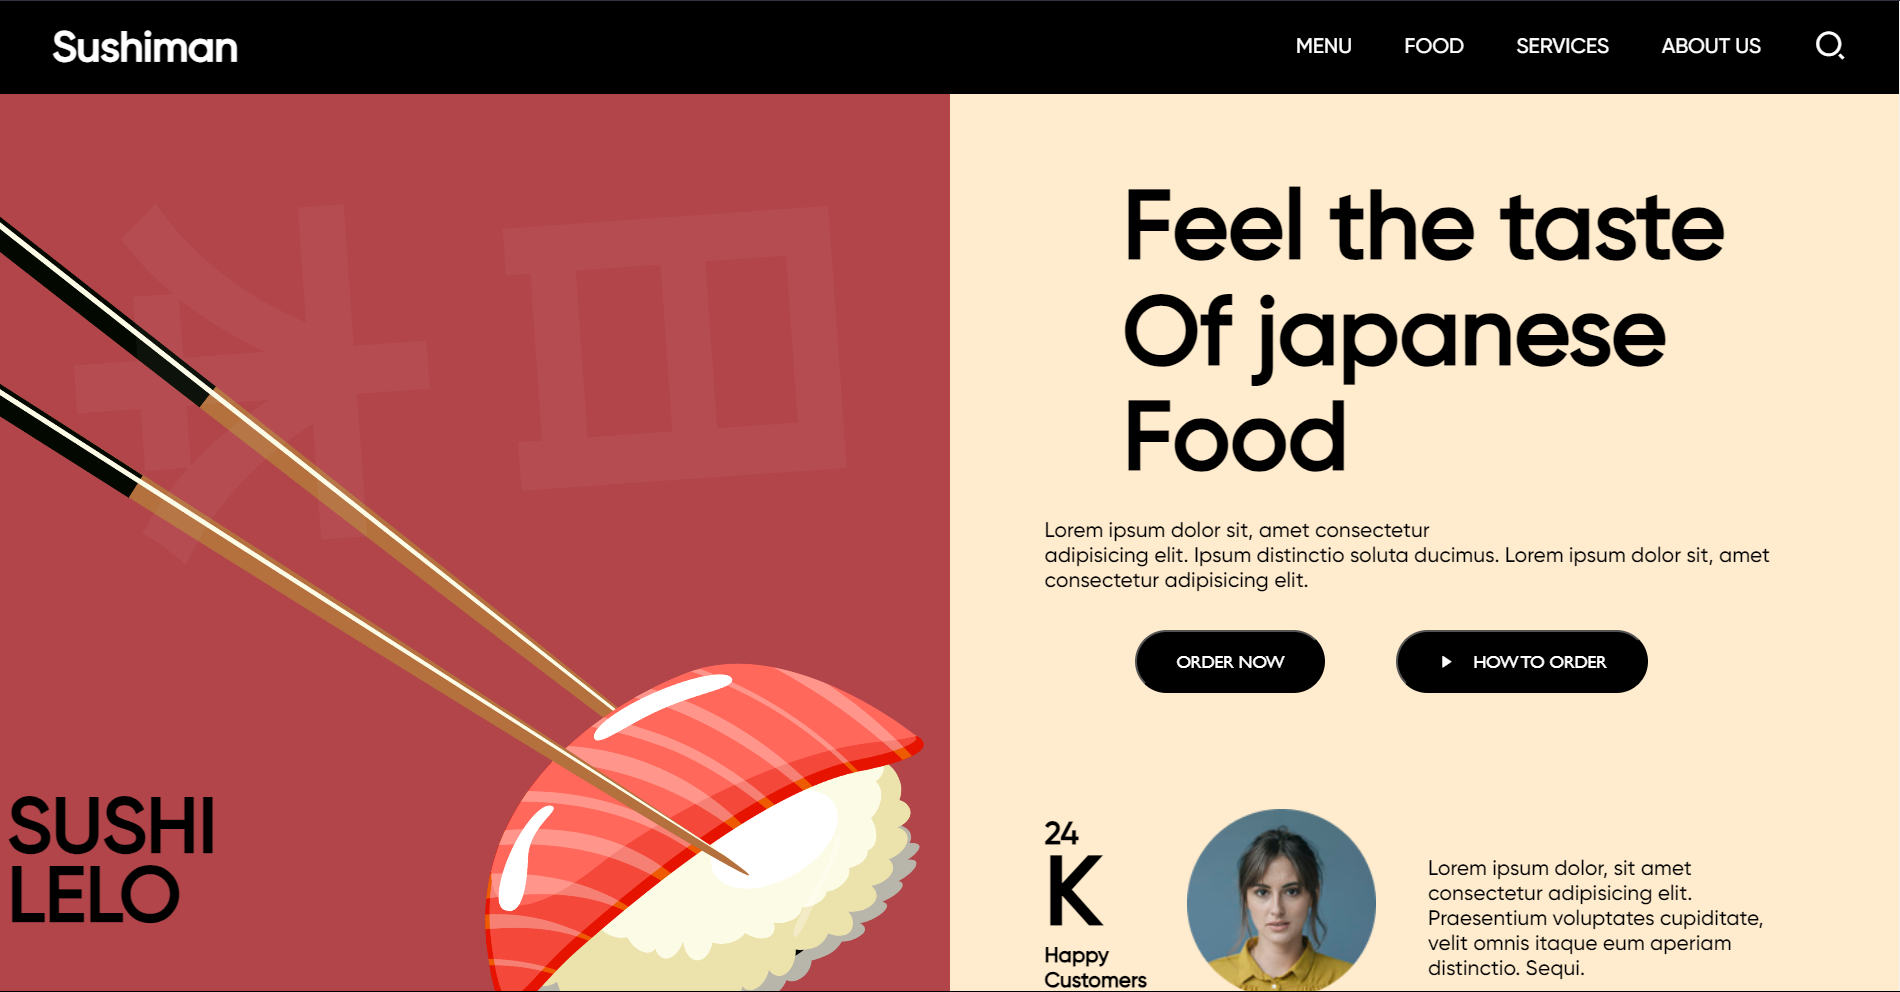 Sushiman
MENU FOOD SERVICES ABOUT US
SUSHI
LELO
Feel the taste
Of japanese
Food
Lorem ipsum dolor sit, amet consectetur
adipisicing elit. Ipsum distinctio soluta ducimus. Lorem ipsum dolor sit, amet
consectetur adipisicing elit.
ORDER NOW
HOW TO ORDER
24
K
Happy
Customers
Lorem ipsum dolor, sit amet
consectetur adipisicing elit.
Praesentium voluptates cupiditate,
velit omnis itaque eum aperiam
distinctio. Sequi.